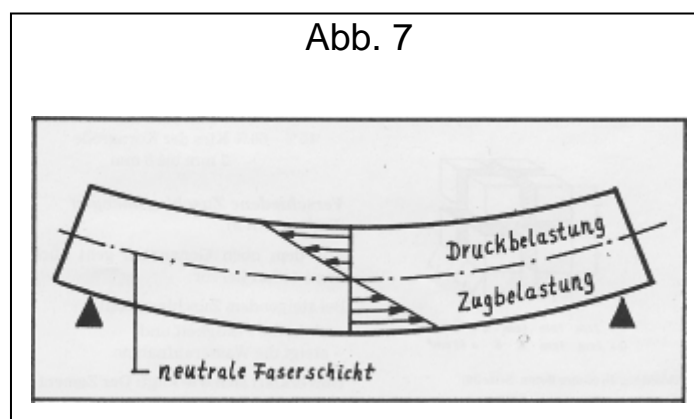 Abb. 7
Druckbelastung
Zugbelastung
neutrale Faserschicht